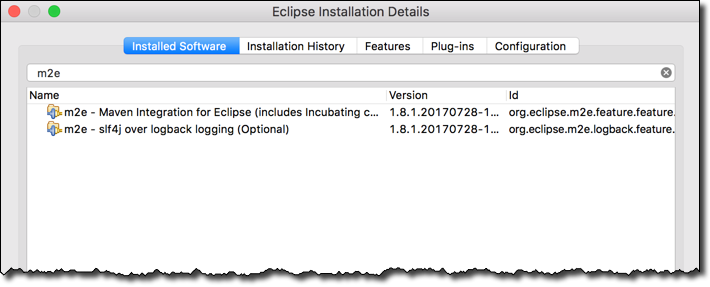 Eclipse Installation Details
Installed Software Installation History Features Plug-ins Configuration
m2e
Name Version Id
m2e - Maven Integration for Eclipse (includes Incubating c... 1.8.1.20170728-1... org.eclipse.m2e.feature.feature.
m2e - slf4j over logback logging (Optional) 1.8.1.20170728-1... org.eclipse.m2e.logback.feature.